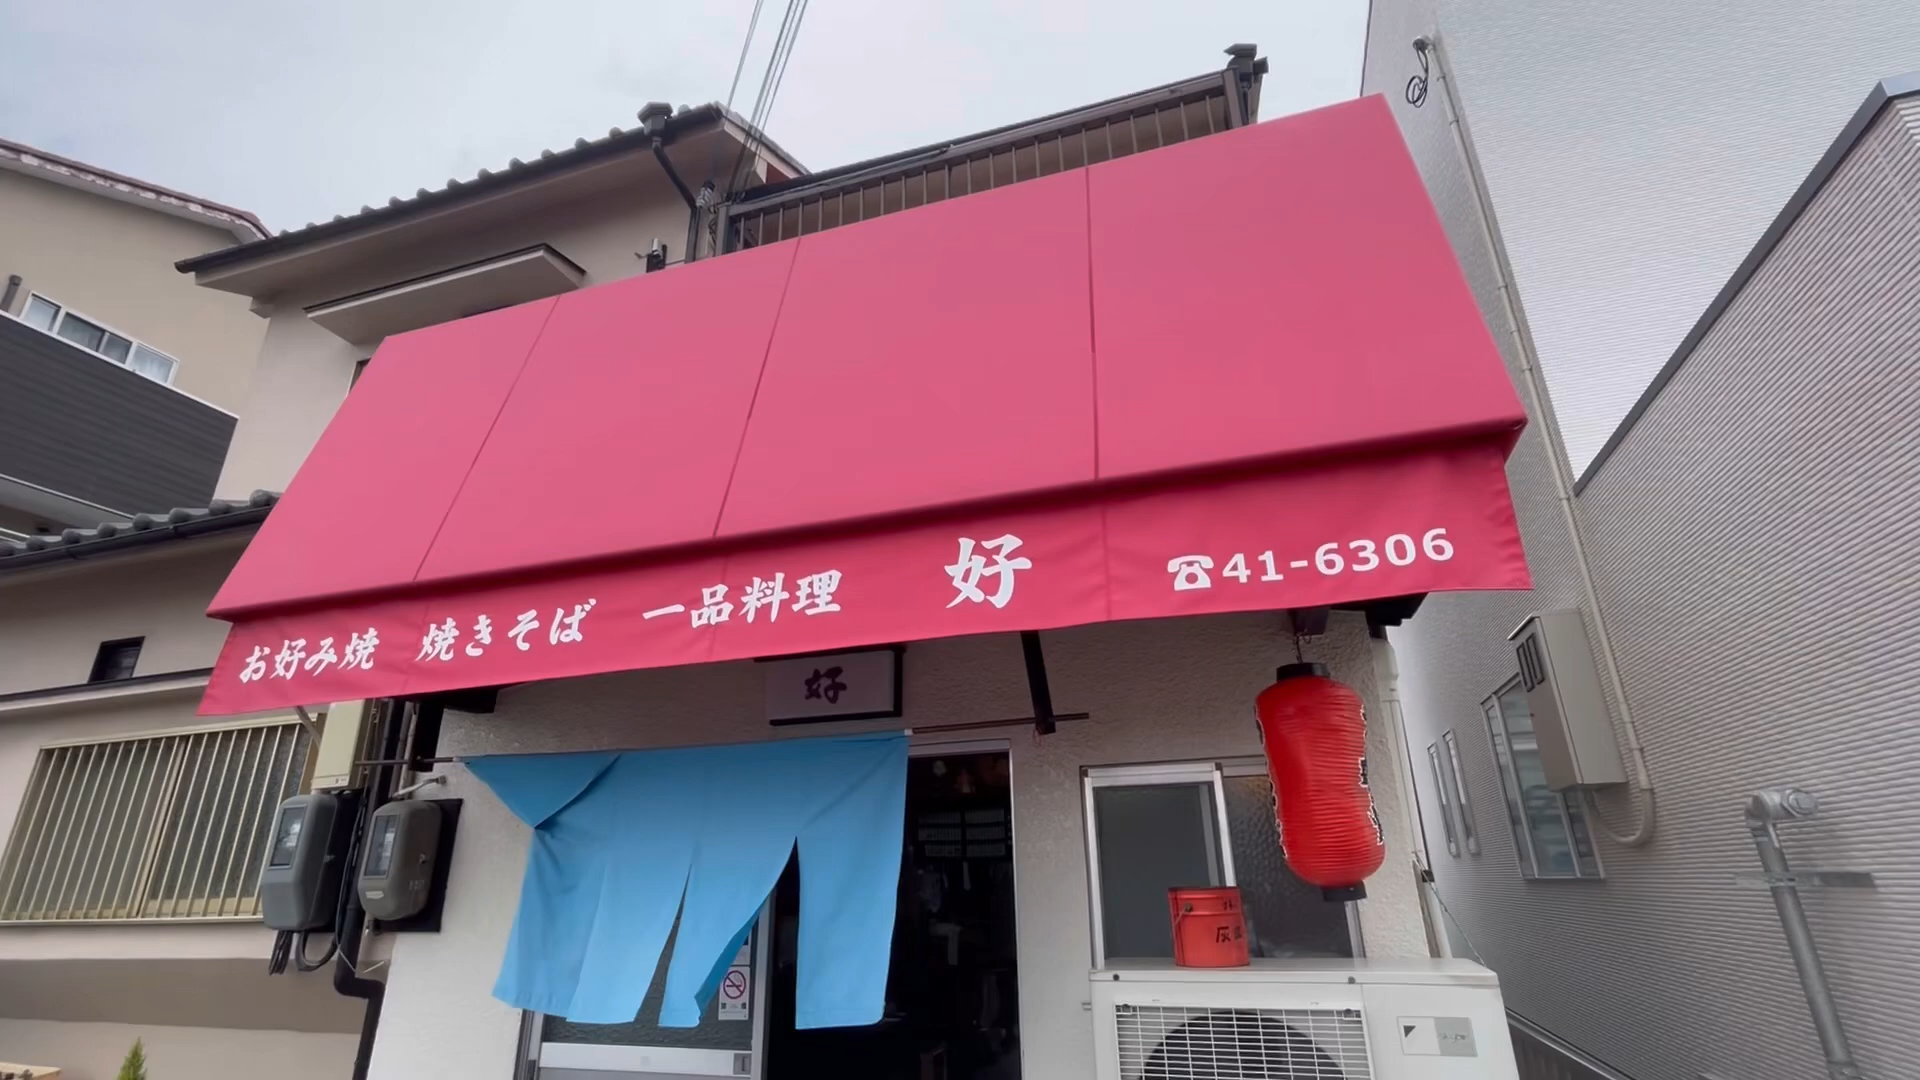 お好み焼 焼きそば 一品料理 好 ☎41-6306
好